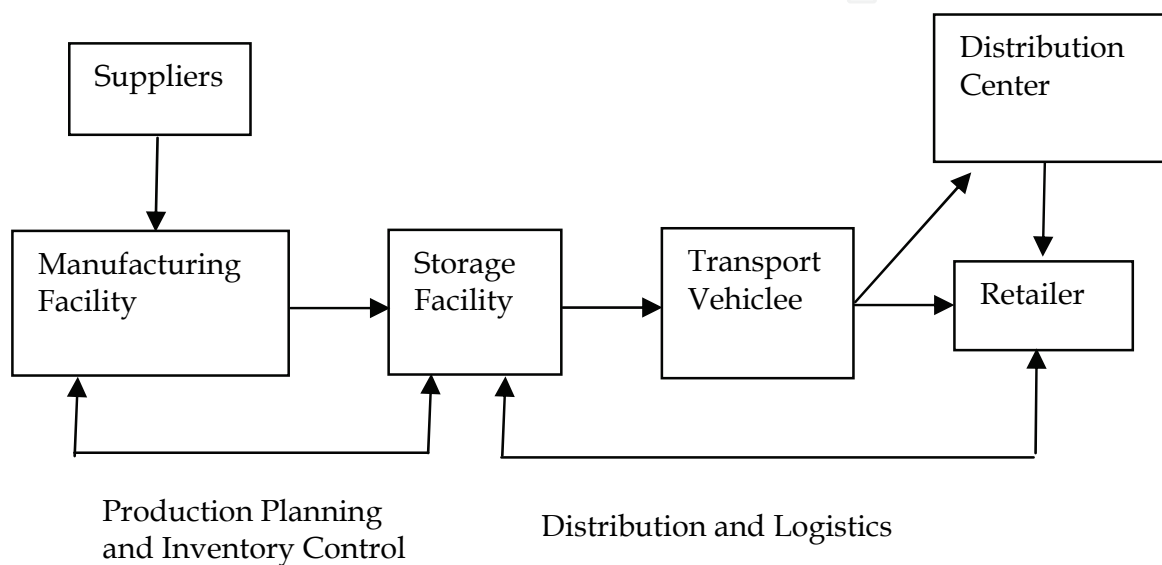 Suppliers
Distribution
Center
Manufacturing
Facility
Storage
Facility
Transport
Vehiclee
Retailer
Production Planning
and Inventory Control
Distribution and Logistics